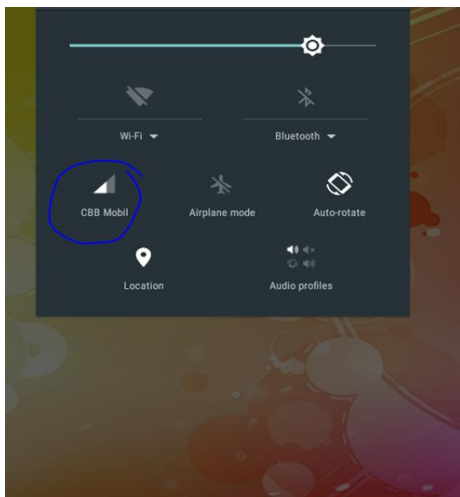 Wi-Fi
Bluetooth
CBB Mobil
Airplane mode
Auto-rotate
Location
Audio profiles